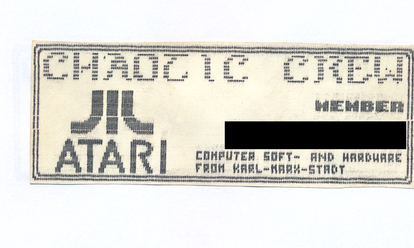 CHAOTIC CREW
MEMBER
ATARI
COMPUTER SOFT- AND HARDWARE
FROM KARL-MARX-STADT